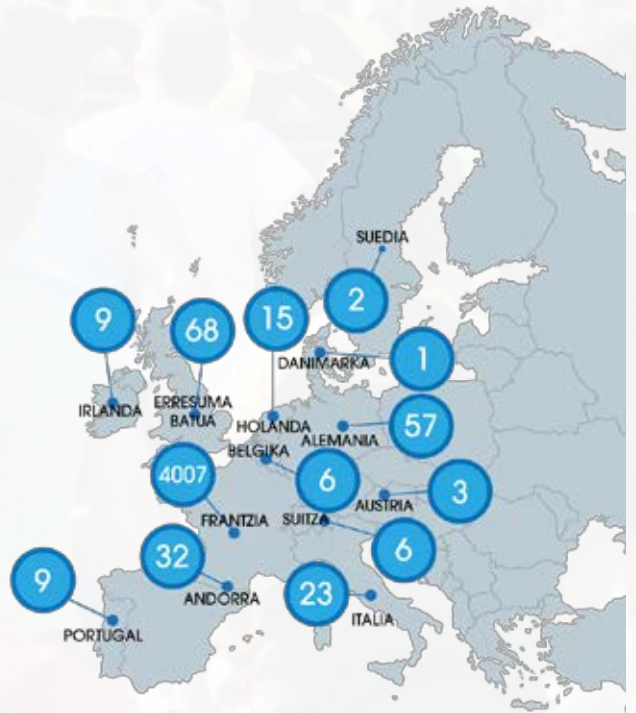 SUEDIA
2
9
68
15
DANIMARKA
1
IRLANDA
ERRESUMA
BATUA
HOLANDA
ALEMANIA
57
BELGIKA
6
4007
AUSTRIA
3
FRANTZIA
SUITZA
6
32
ANDORRA
23
ITALIA
9
PORTUGAL